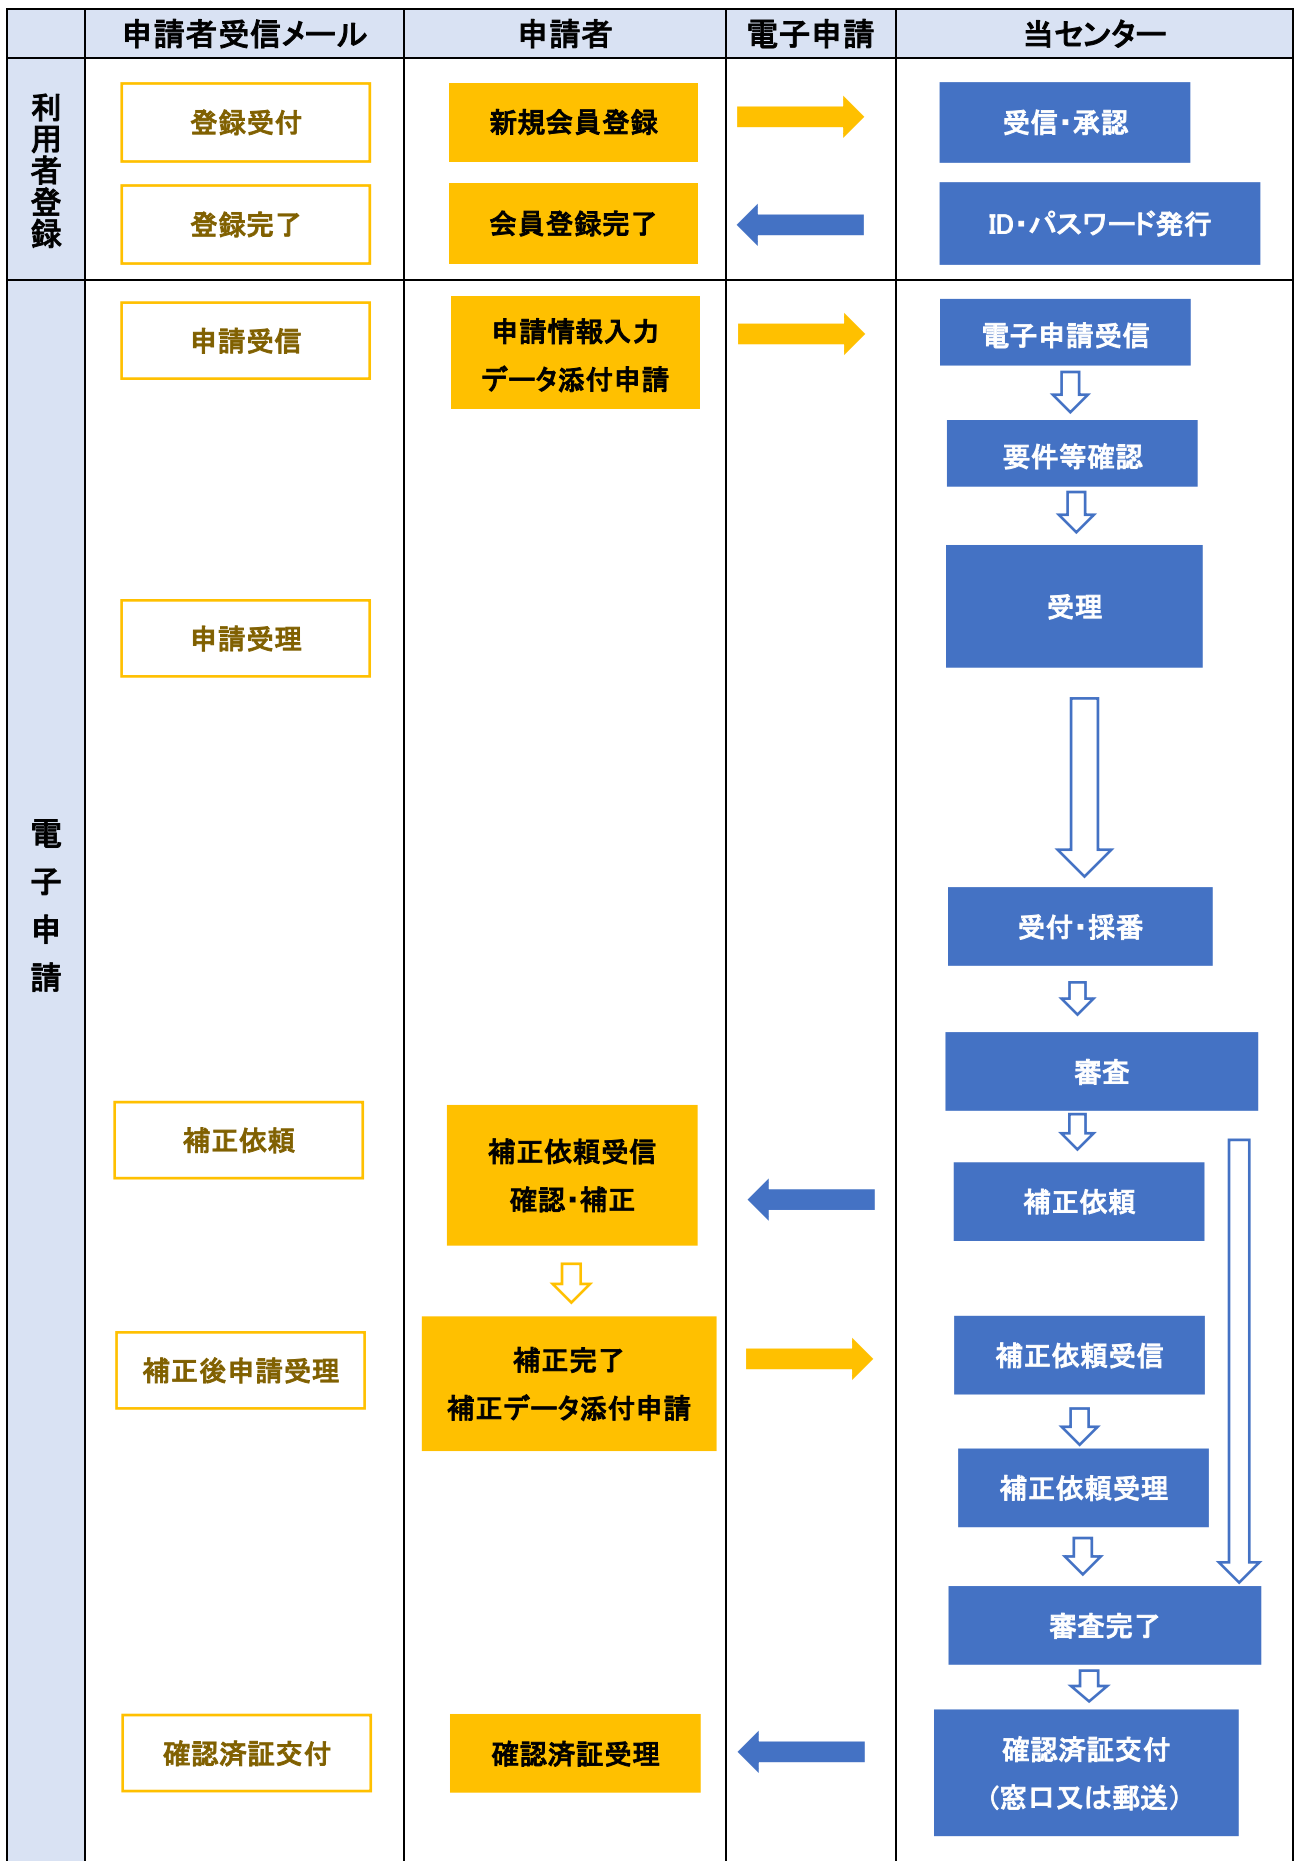 申請者受信メール
申請者
電子申請
当センター
利用者登録
登録受付
新規会員登録
受信・承認
登録完了
会員登録完了
ID・パスワード発行
電子申請
申請受信
申請情報入力
データ添付申請
電子申請受信
要件等確認
申請受理
受理
受付・採番
審査
補正依頼
補正依頼受信
確認・補正
補正依頼
補正後申請受理
補正完了
補正データ添付申請
補正依頼受信
補正依頼受理
審査完了
確認済証交付
確認済証受理
確認済証交付
（窓口又は郵送）